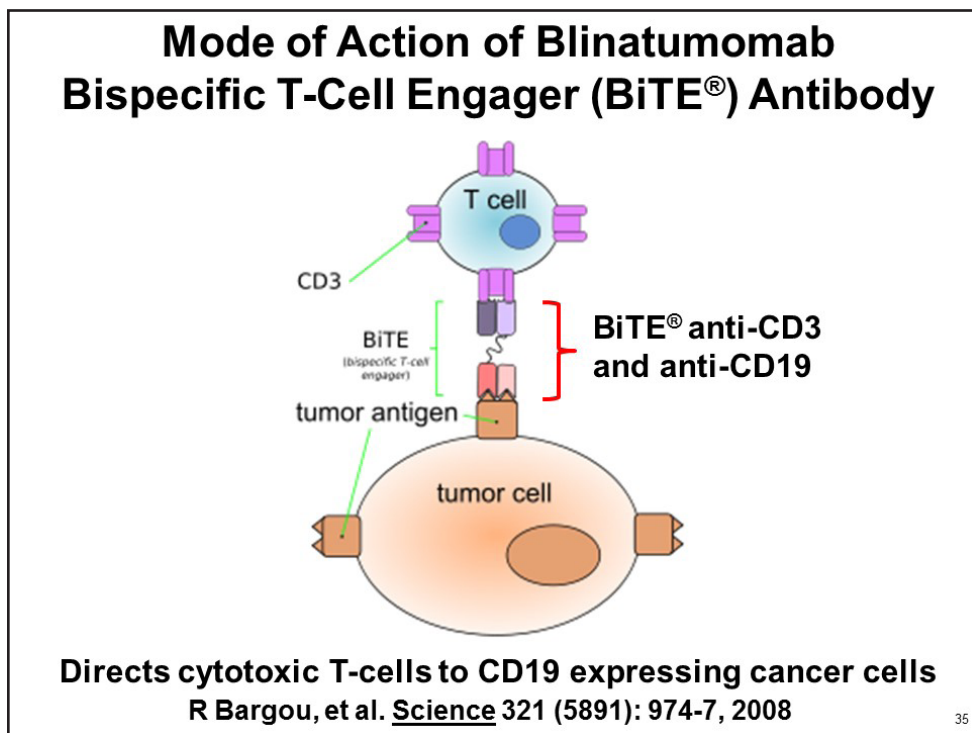 Mode of Action of Blinatumomab
Bispecific T-Cell Engager (BiTE®) Antibody
T cell
CD3
BiTE
(bispecific T-cell
engager)
BiTE® anti-CD3
and anti-CD19
tumor antigen
tumor cell
Directs cytotoxic T-cells to CD19 expressing cancer cells
R Bargou, et al. Science 321 (5891): 974-7, 2008
35